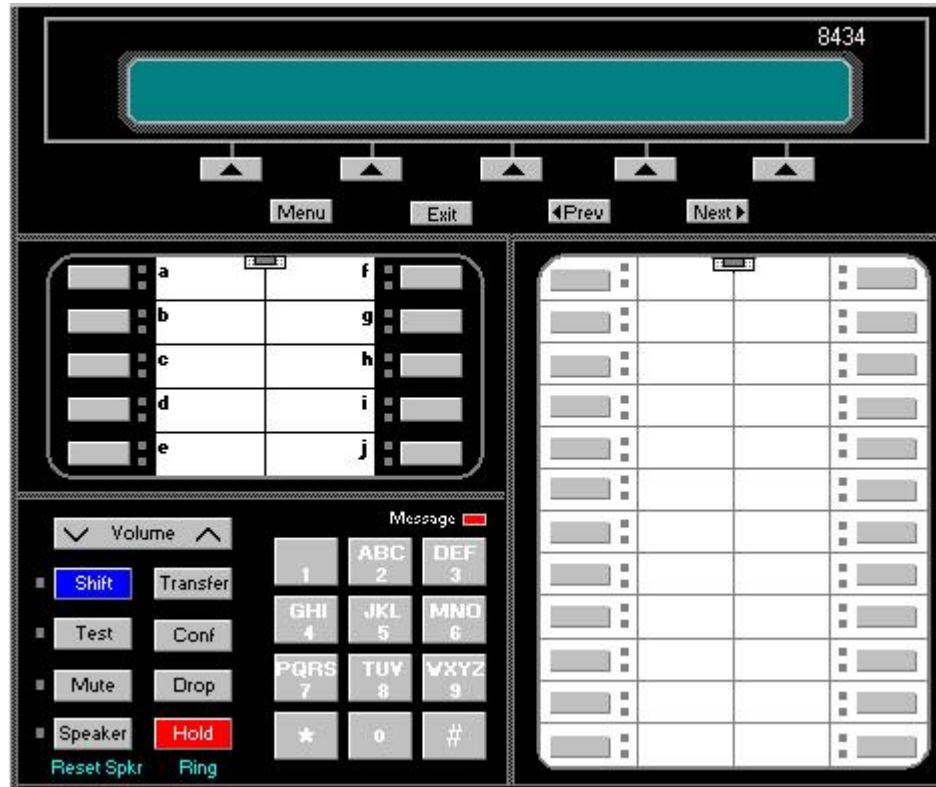 8434
Menu Exit Prev Next
a f
b g
c h
d i
e j
Message
Volume
1 ABC 2 DEF 3
Shift Transfer
GHI 4 JKL 5 MNO 6
Test Conf
PQRS 7 TUV 8 WXYZ 9
Mute Drop
* 0 #
Speaker Hold
Reset Spkr Ring